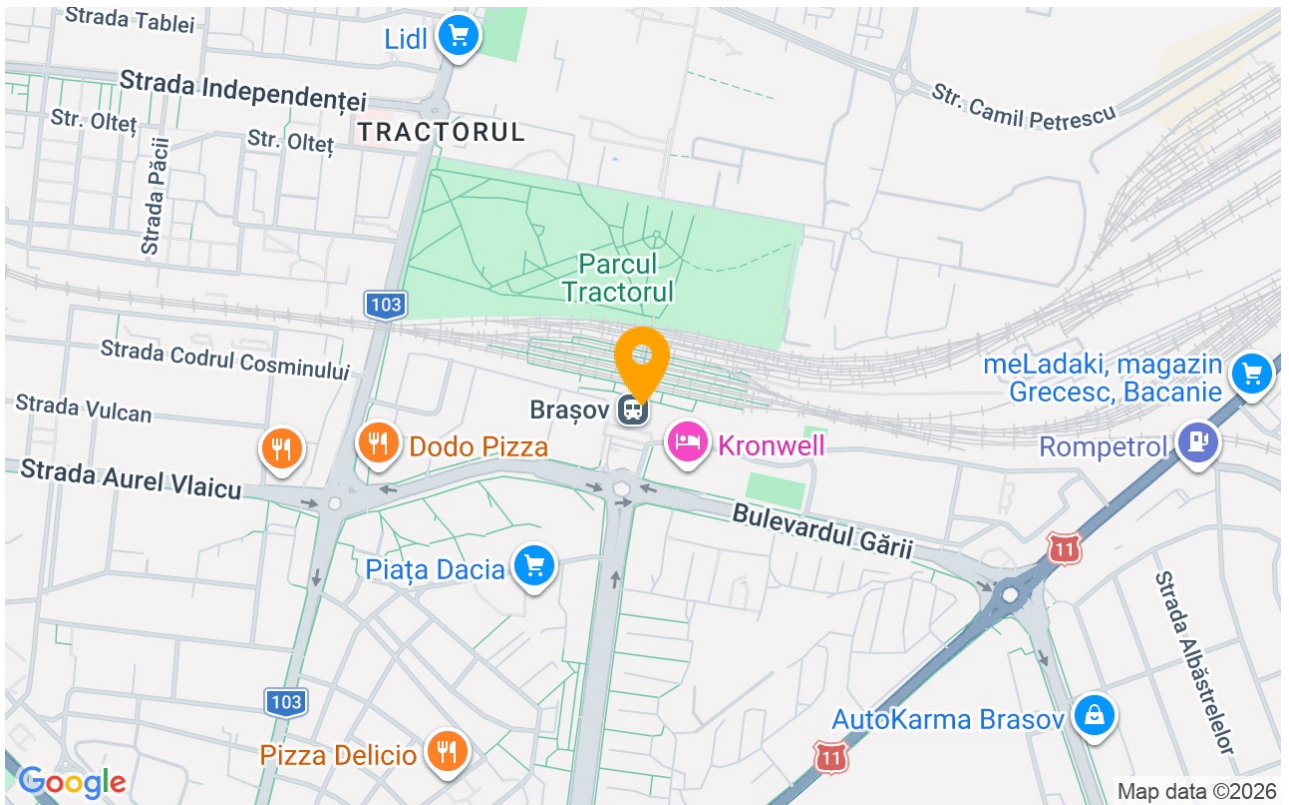 Strada Tablei
Lidl
Strada Independenței
Str. Camil Petrescu
Str. Olteț
Str. Olteț
TRACTORUL
Strada Păcii
Parcul
Tractorul
103
Strada Codrul Cosminului
meLadaki, magazin
Grecesc, Bacanie
Strada Vulcan
Brașov
Dodo Pizza
Kronwell
Rompetrol
Strada Aurel Vlaicu
Bulevardul Gării
11
Piața Dacia
Strada Albăstrelelor
103
AutoKarma Brasov
Pizza Delicio
11
Google
Map data ©2026